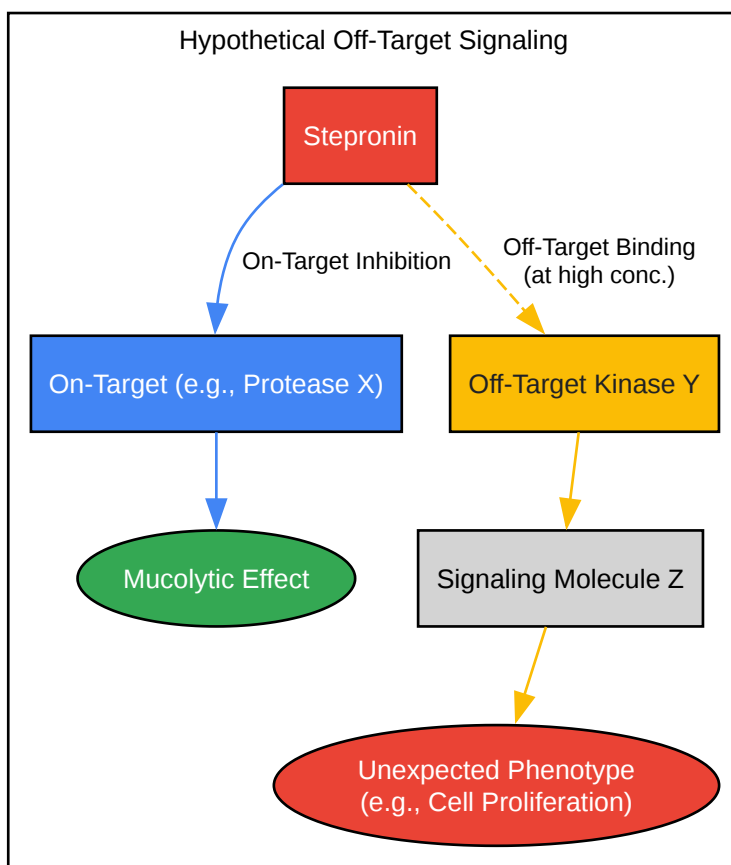 Hypothetical Off-Target Signaling
Stepronin
On-Target Inhibition
Off-Target Binding
(at high conc.)
On-Target (e.g., Protease X)
Off-Target Kinase Y
Mucolytic Effect
Signaling Molecule Z
Unexpected Phenotype
(e.g., Cell Proliferation)